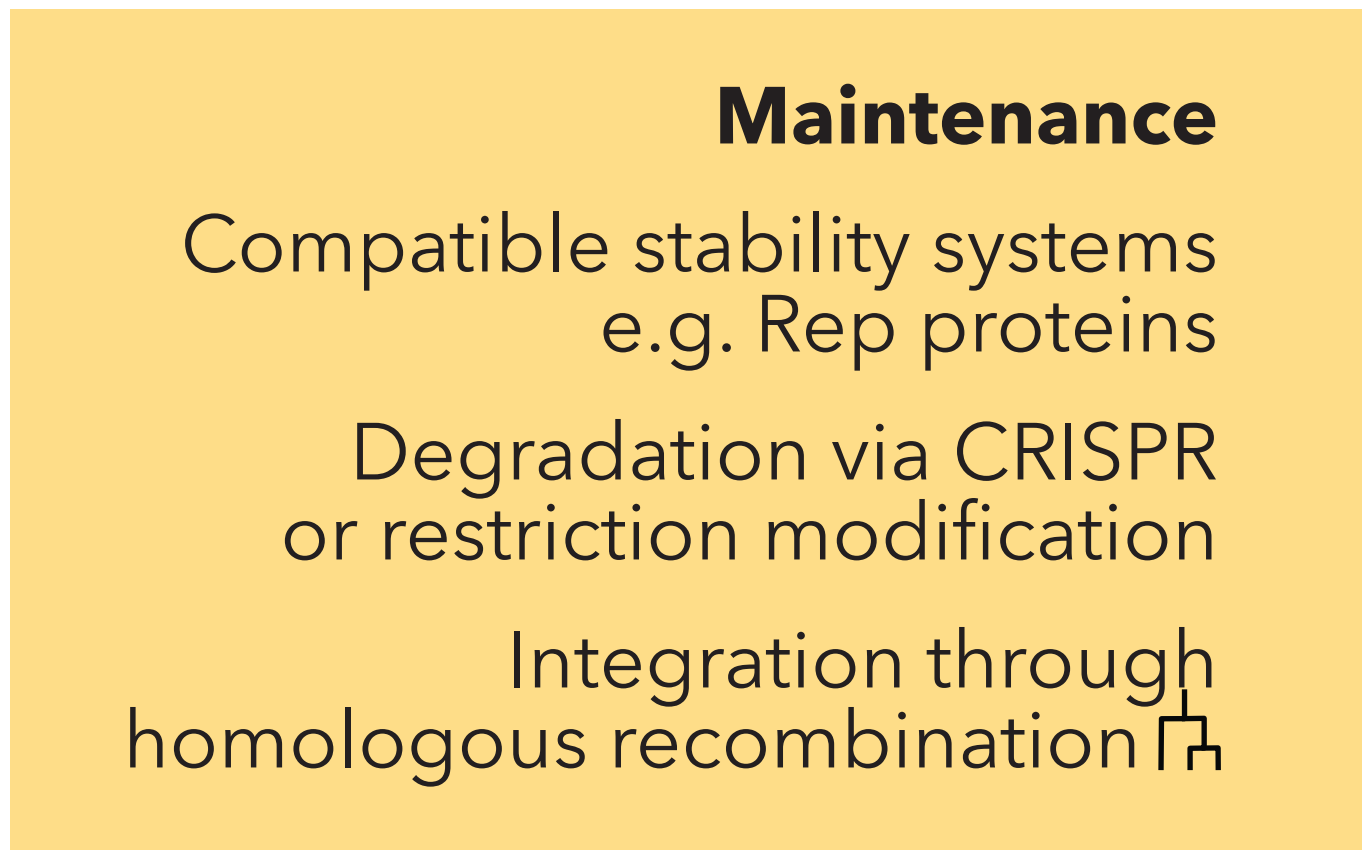 Maintenance
Compatible stability systems
e.g. Rep proteins
Degradation via CRISPR
or restriction modification
Integration through
homologous recombination